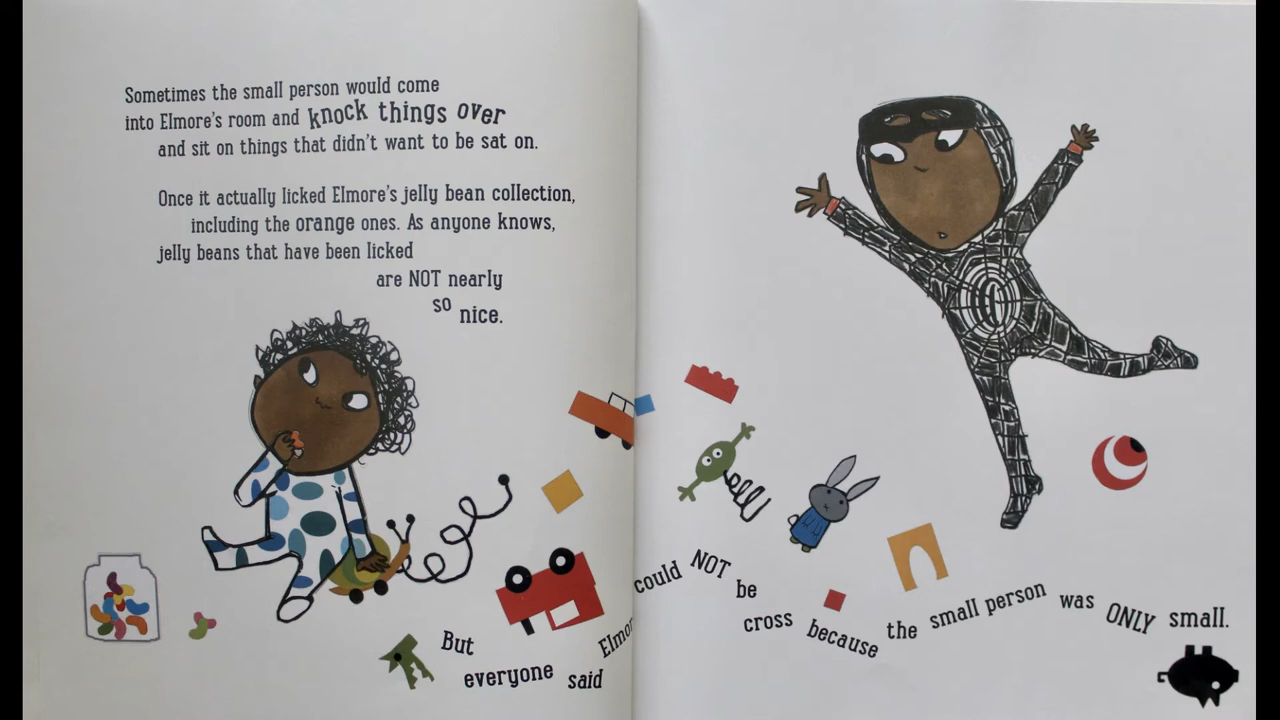 Sometimes the small person would come
into Elmore's room and knock things over
and sit on things that didn't want to be sat on.
Once it actually licked Elmore's jelly bean collection,
including the orange ones. As anyone knows,
jelly beans that have been licked
are NOT nearly
so nice.
But everyone said Elmore could NOT be cross because the small person was ONLY small.